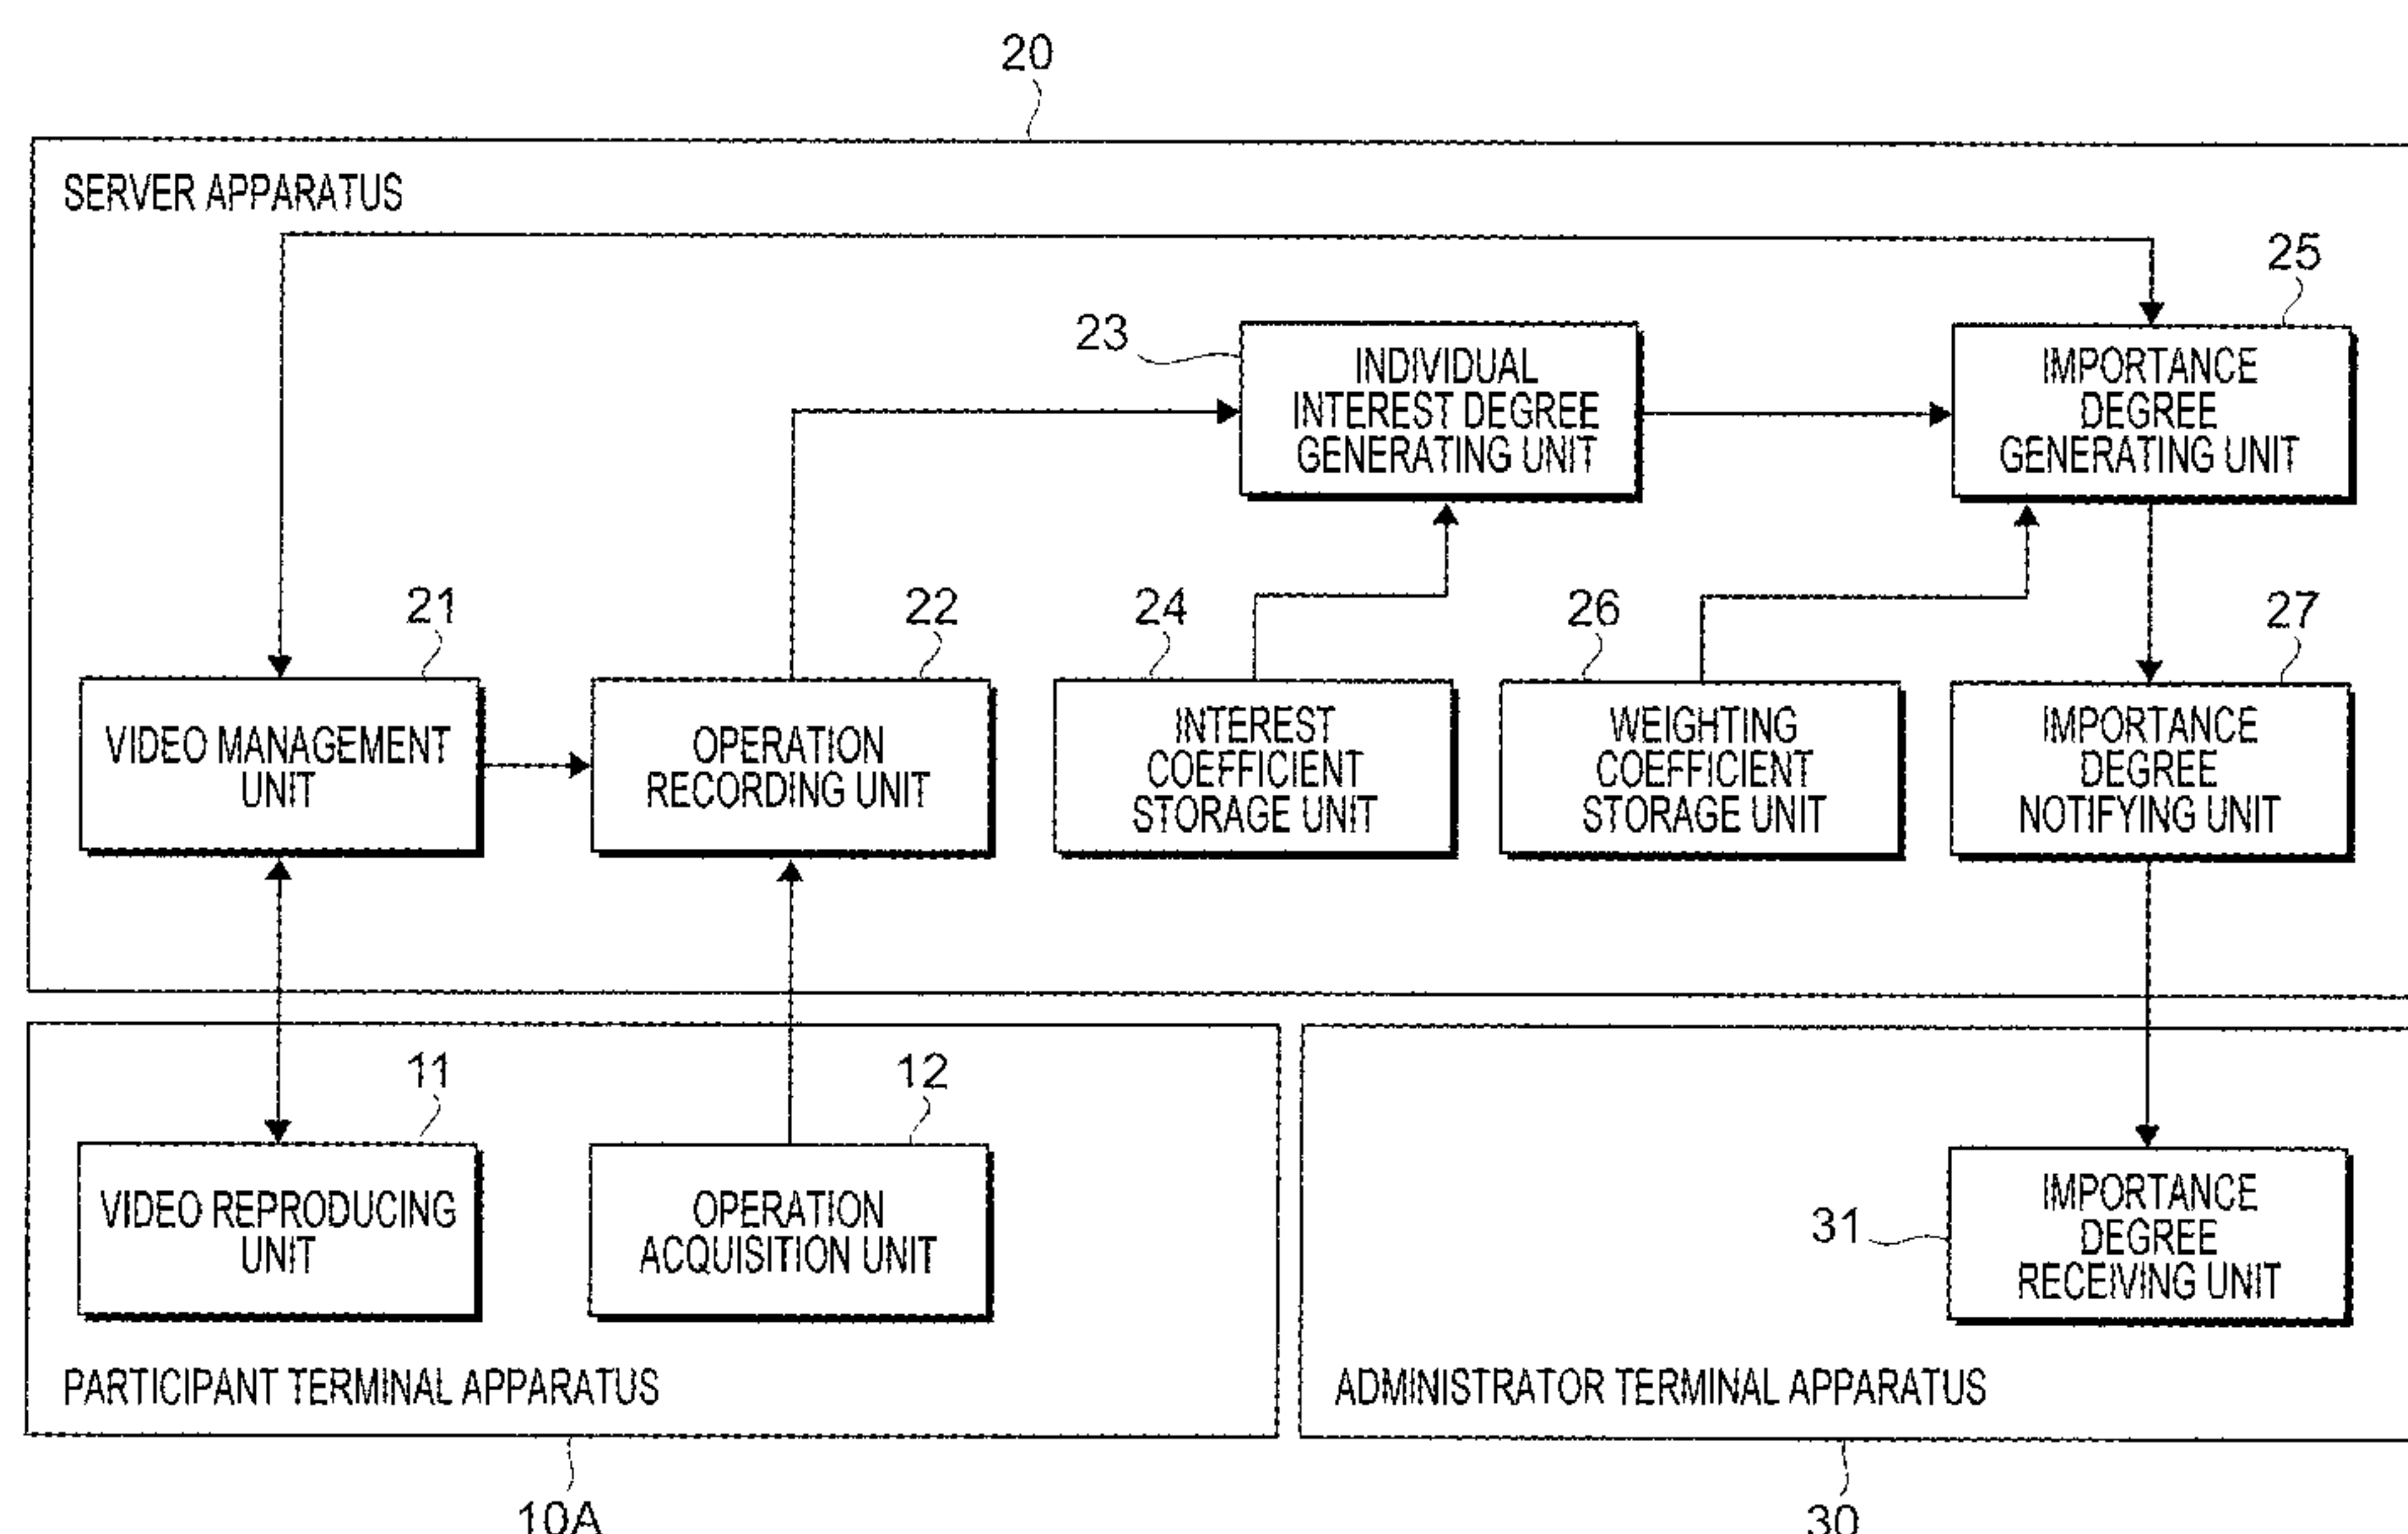 20
SERVER APPARATUS
25
23
INDIVIDUAL
INTEREST DEGREE
GENERATING UNIT
IMPORTANCE
DEGREE
GENERATING UNIT
21
22
24
26
27
VIDEO MANAGEMENT
UNIT
OPERATION
RECORDING UNIT
INTEREST
COEFFICIENT
STORAGE UNIT
WEIGHTING
COEFFICIENT
STORAGE UNIT
IMPORTANCE
DEGREE
NOTIFYING UNIT
11
12
VIDEO REPRODUCING
UNIT
OPERATION
ACQUISITION UNIT
31
IMPORTANCE
DEGREE
RECEIVING UNIT
PARTICIPANT TERMINAL APPARATUS
ADMINISTRATOR TERMINAL APPARATUS
10A
30